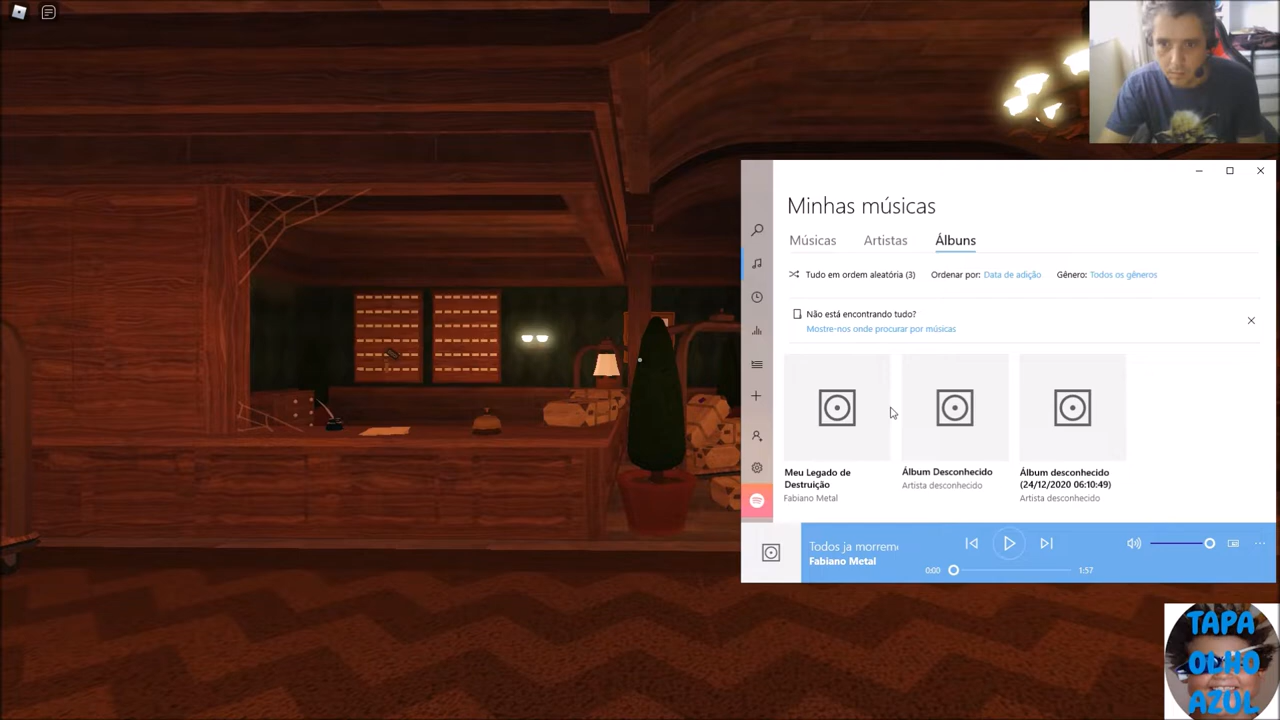 Minhas músicas
Músicas Artistas Álbuns
Tudo em ordem aleatória (3) Ordenar por: Data de adição Gênero: Todos os gêneros
Não está encontrando tudo?
Mostre-nos onde procurar por músicas
Meu Legado de
Destruição
Fabiano Metal
Álbum Desconhecido
Artista desconhecido
Álbum desconhecido
(24/12/2020 06:10:49)
Artista desconhecido
Todos ja morreme
Fabiano Metal
0:00 1:57
TAPA
OLHO
AZUL